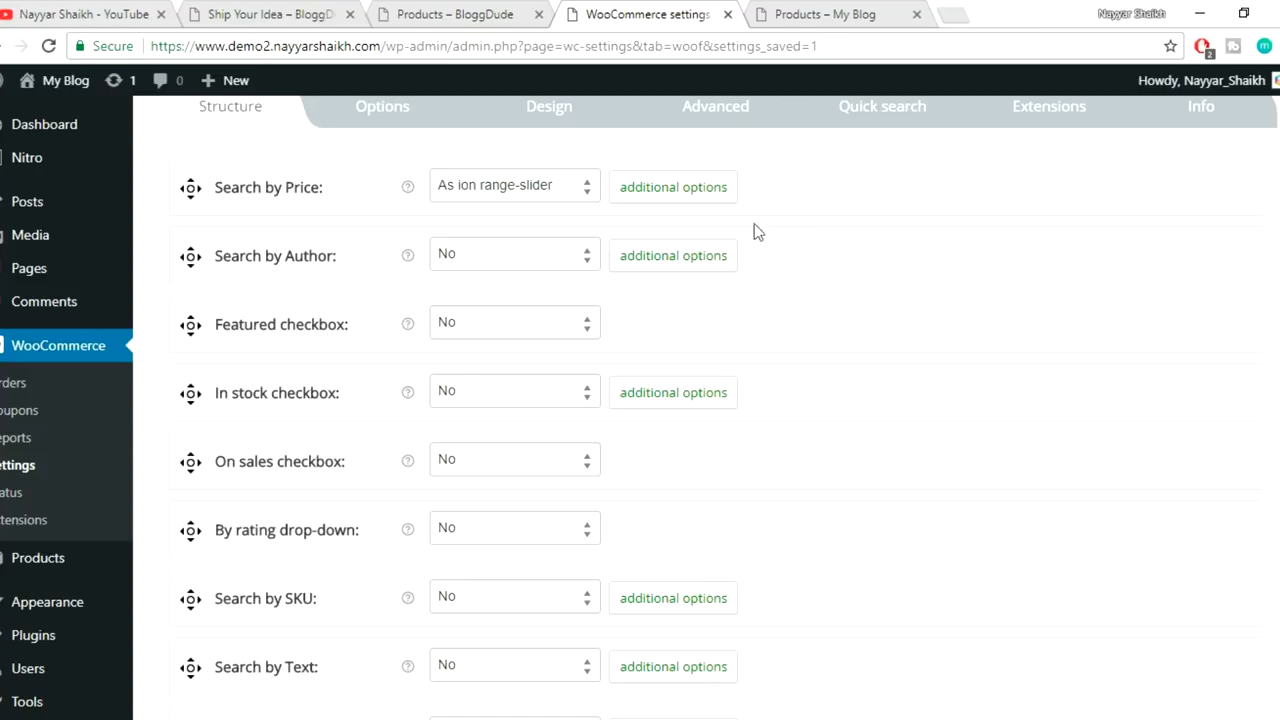 Nayyar Shaikh - YouTube
Ship Your Idea – BloggD
Products – BloggDude
WooCommerce settings
Products – My Blog
Nayyar Shaikh
Secure https://www.demo2.nayyarshaikh.com/wp-admin/admin.php?page=wc-settings&tab=woof&settings_saved=1
2
m
My Blog 1 0 New
Howdy, Nayyar_Shaikh
Structure Options Design Advanced Quick search Extensions Info
Dashboard
Nitro
Posts
Media
Pages
Comments
WooCommerce
rders
oupons
eports
ettings
atus
tensions
Products
Appearance
Plugins
Users
Tools
Search by Price: ? As ion range-slider additional options
Search by Author: ? No additional options
Featured checkbox: ? No
In stock checkbox: ? No additional options
On sales checkbox: ? No
By rating drop-down: ? No
Search by SKU: ? No additional options
Search by Text: ? No additional options